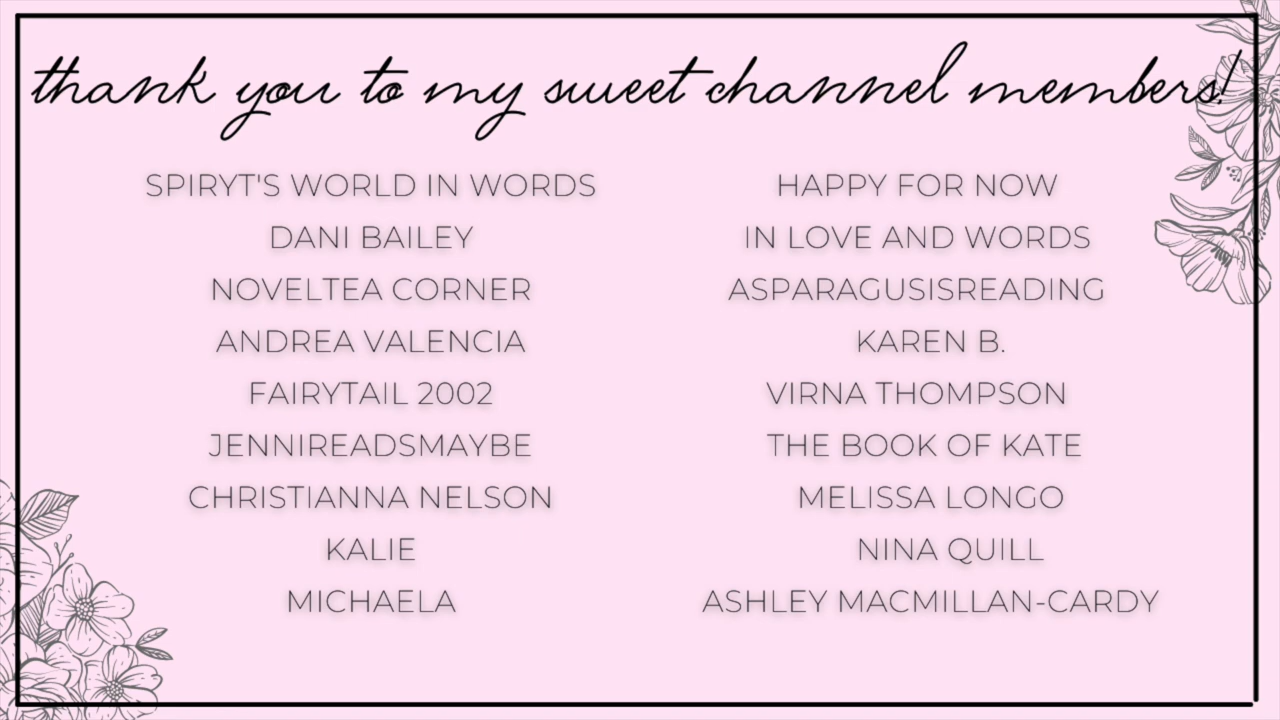 thank you to my sweet channel members!
SPIRYT'S WORLD IN WORDS
DANI BAILEY
NOVELTEA CORNER
ANDREA VALENCIA
FAIRYTAIL 2002
JENNIREADSMAYBE
CHRISTIANNA NELSON
KALIE
MICHAELA
HAPPY FOR NOW
IN LOVE AND WORDS
ASPARAGUSISREADING
KAREN B.
VIRNA THOMPSON
THE BOOK OF KATE
MELISSA LONGO
NINA QUILL
ASHLEY MACMILLAN-CARDY